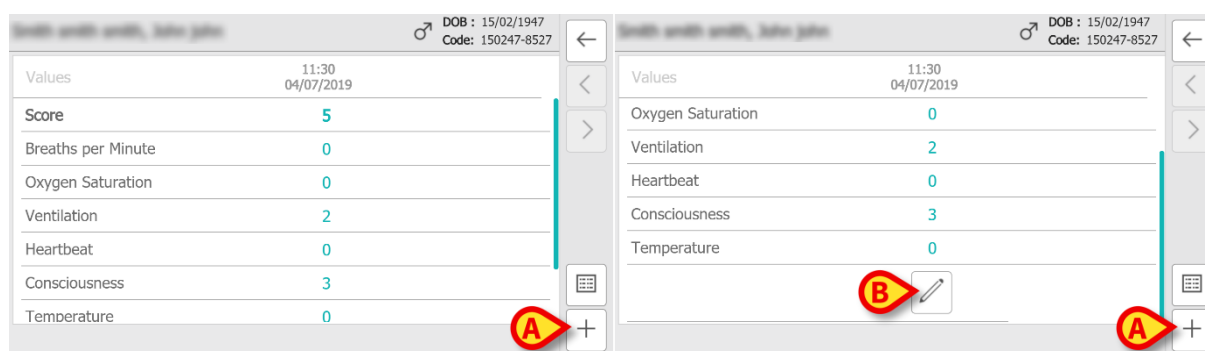 DOB : 15/02/1947
Code: 150247-8527
Values 11:30
04/07/2019
Score 5
Breaths per Minute 0
Oxygen Saturation 0
Ventilation 2
Heartbeat 0
Consciousness 3
Temperature 0
A
DOB : 15/02/1947
Code: 150247-8527
Values 11:30
04/07/2019
Oxygen Saturation 0
Ventilation 2
Heartbeat 0
Consciousness 3
Temperature 0
B
A